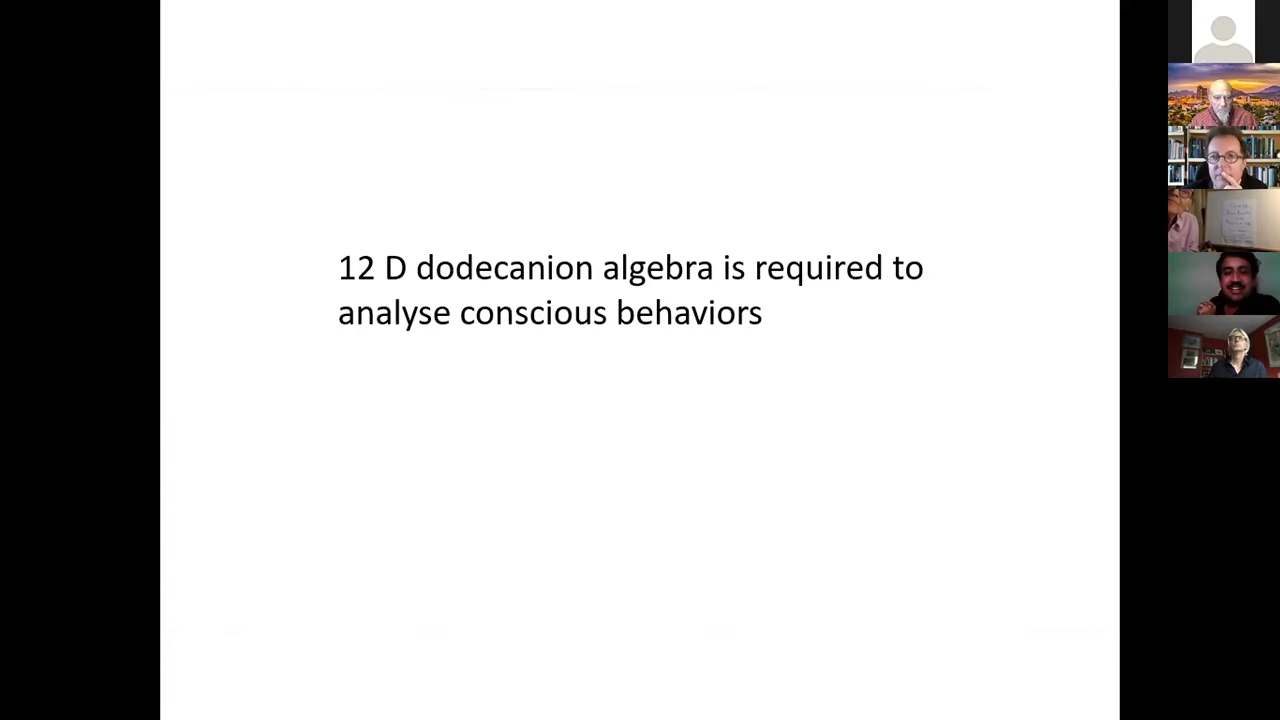 12 D dodecanion algebra is required to
analyse conscious behaviors